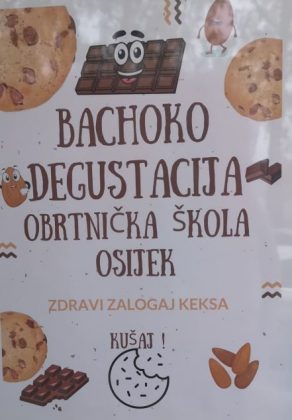 BACHOKO
DEGUSTACIJA
OBRTNIČKA ŠKOLA
OSIJEK
ZDRAVI ZALOGAJ KEKSA
KUŠAJ !